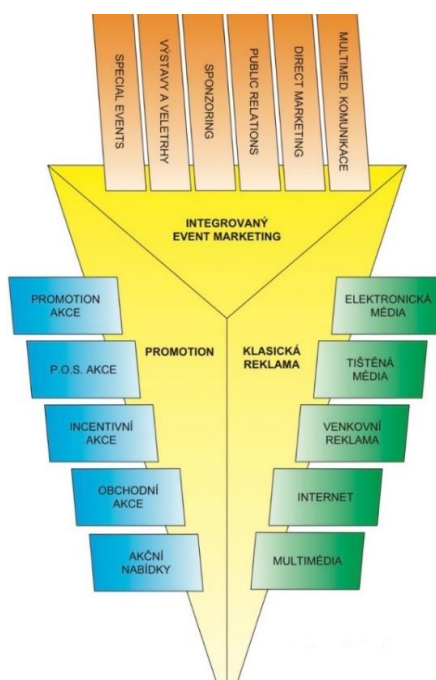 SPECIAL EVENTS
VÝSTAVY A VELETRHY
SPONZORING
PUBLIC RELATIONS
DIRECT MARKETING
MULTIMED. KOMUNIKACE
INTEGROVANÝ
EVENT MARKETING
PROMOTION
KLASICKÁ
REKLAMA
PROMOTION
AKCE
P.O.S. AKCE
INCENTIVNÍ
AKCE
OBCHODNÍ
AKCE
AKČNÍ
NABÍDKY
ELEKTRONICKÁ
MÉDIA
TIŠTĚNÁ
MÉDIA
VENKOVNÍ
REKLAMA
INTERNET
MULTIMÉDIA